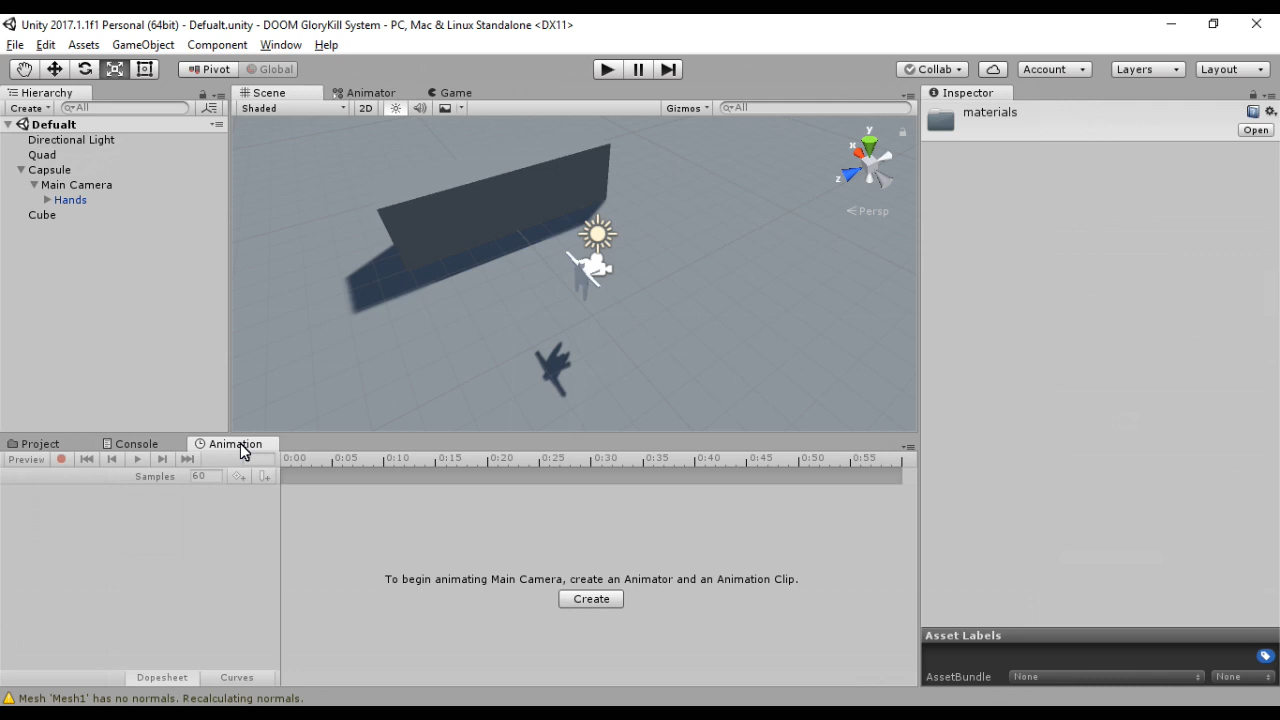 Unity 2017.1.1f1 Personal (64bit) - Defualt.unity - DOOM GloryKill System - PC, Mac & Linux Standalone <DX11>
File Edit Assets GameObject Component Window Help
Pivot Global Collab Account Layers Layout
Hierarchy Scene Animator Game Inspector
Create All Shaded 2D Gizmos All
materials
Open
Defualt
Directional Light
Quad
Capsule
Main Camera
Hands
Cube
y
x
z
Persp
Project Console Animation
Preview 0:00 0:05 0:10 0:15 0:20 0:25 0:30 0:35 0:40 0:45 0:50 0:55
Samples 60
To begin animating Main Camera, create an Animator and an Animation Clip.
Create
Asset Labels
AssetBundle None None
Dopesheet Curves
Mesh 'Mesh1' has no normals. Recalculating normals.